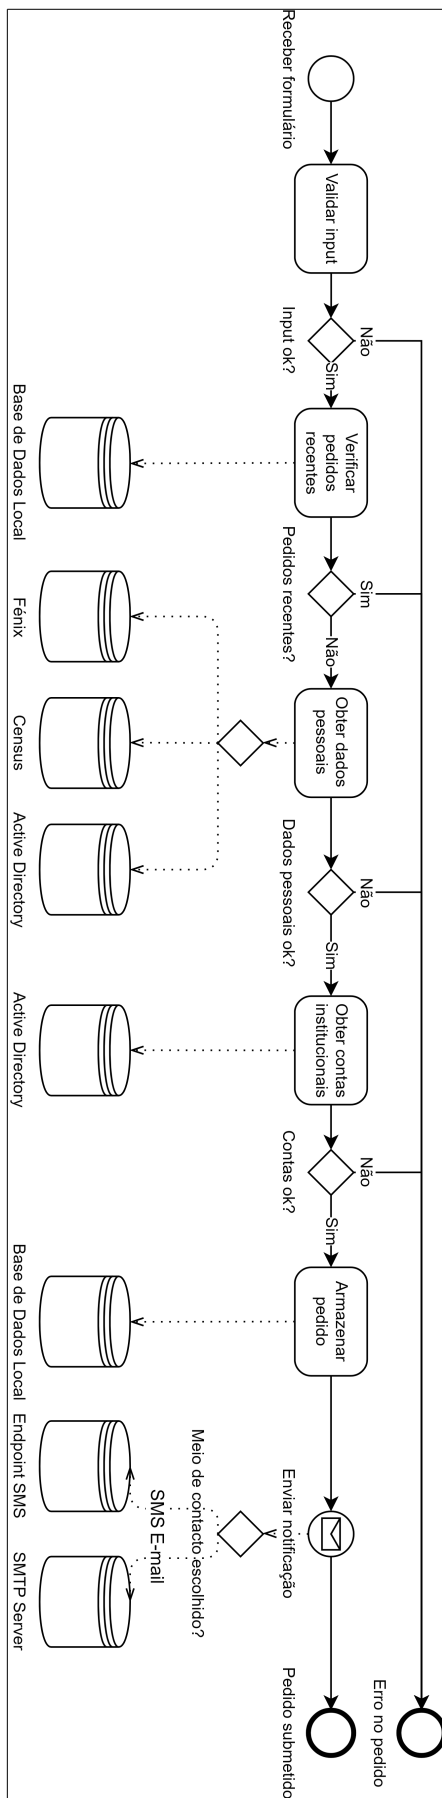 Receber formulário
Validar input
Não
Input ok?
Sim
Verificar
pedidos
recentes
Base de Dados Local
Sim
Pedidos recentes?
Não
Obter dados
pessoais
Fénix
Census
Active Directory
Não
Dados pessoais ok?
Sim
Obter contas
institucionais
Active Directory
Não
Contas ok?
Sim
Armazenar
pedido
Base de Dados Local
Enviar notificação
Meio de contacto escolhido?
SMS
E-mail
Endpoint SMS
SMTP Server
Erro no pedido
Pedido submetido